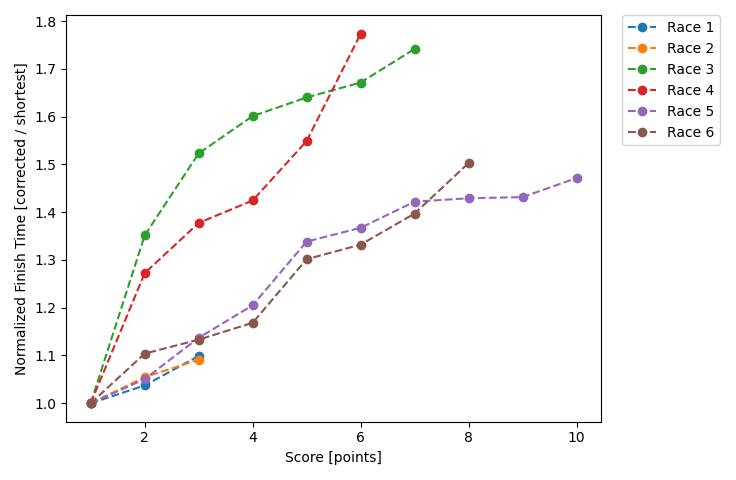 1.8
1.7
1.6
1.5
1.4
1.3
1.2
1.1
1.0
Normalized Finish Time [corrected / shortest]
2
4
6
8
10
Score [points]
Race 1
Race 2
Race 3
Race 4
Race 5
Race 6